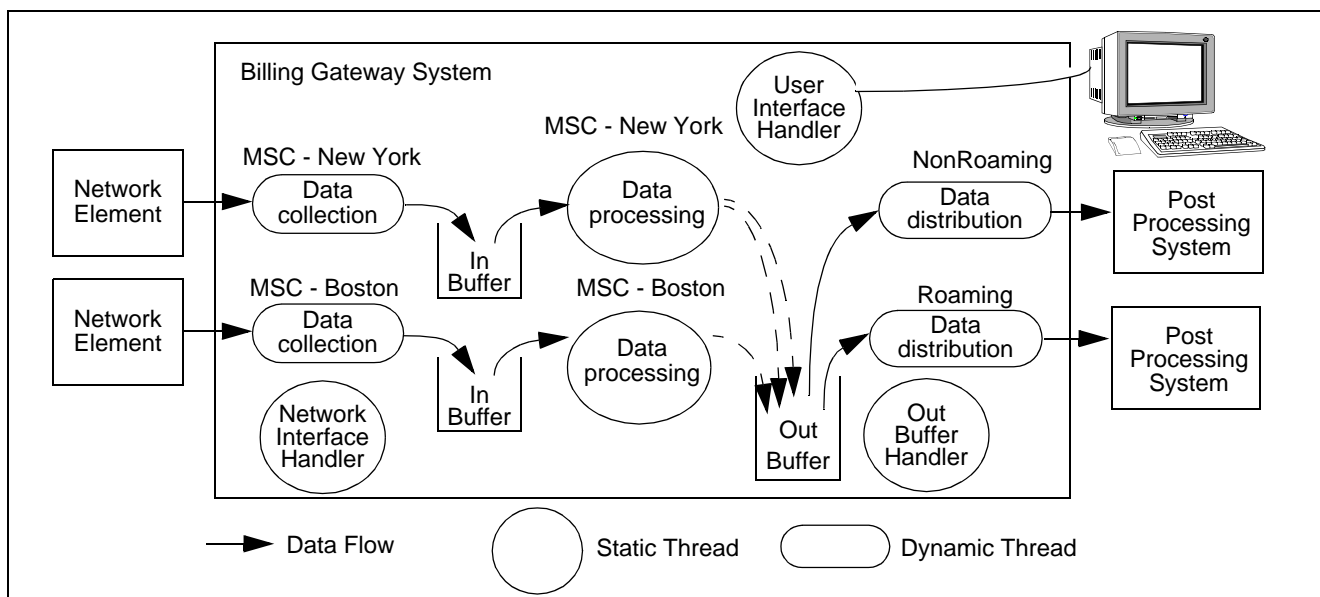 Billing Gateway System
User
Interface
Handler
MSC - New York
MSC - New York
NonRoaming
Network
Element
Data
collection
Data
processing
Data
distribution
Post
Processing
System
In
Buffer
MSC - Boston
MSC - Boston
Roaming
Network
Element
Data
collection
Data
processing
Data
distribution
Post
Processing
System
In
Buffer
Network
Interface
Handler
Out
Buffer
Out
Buffer
Handler
Data Flow
Static Thread
Dynamic Thread